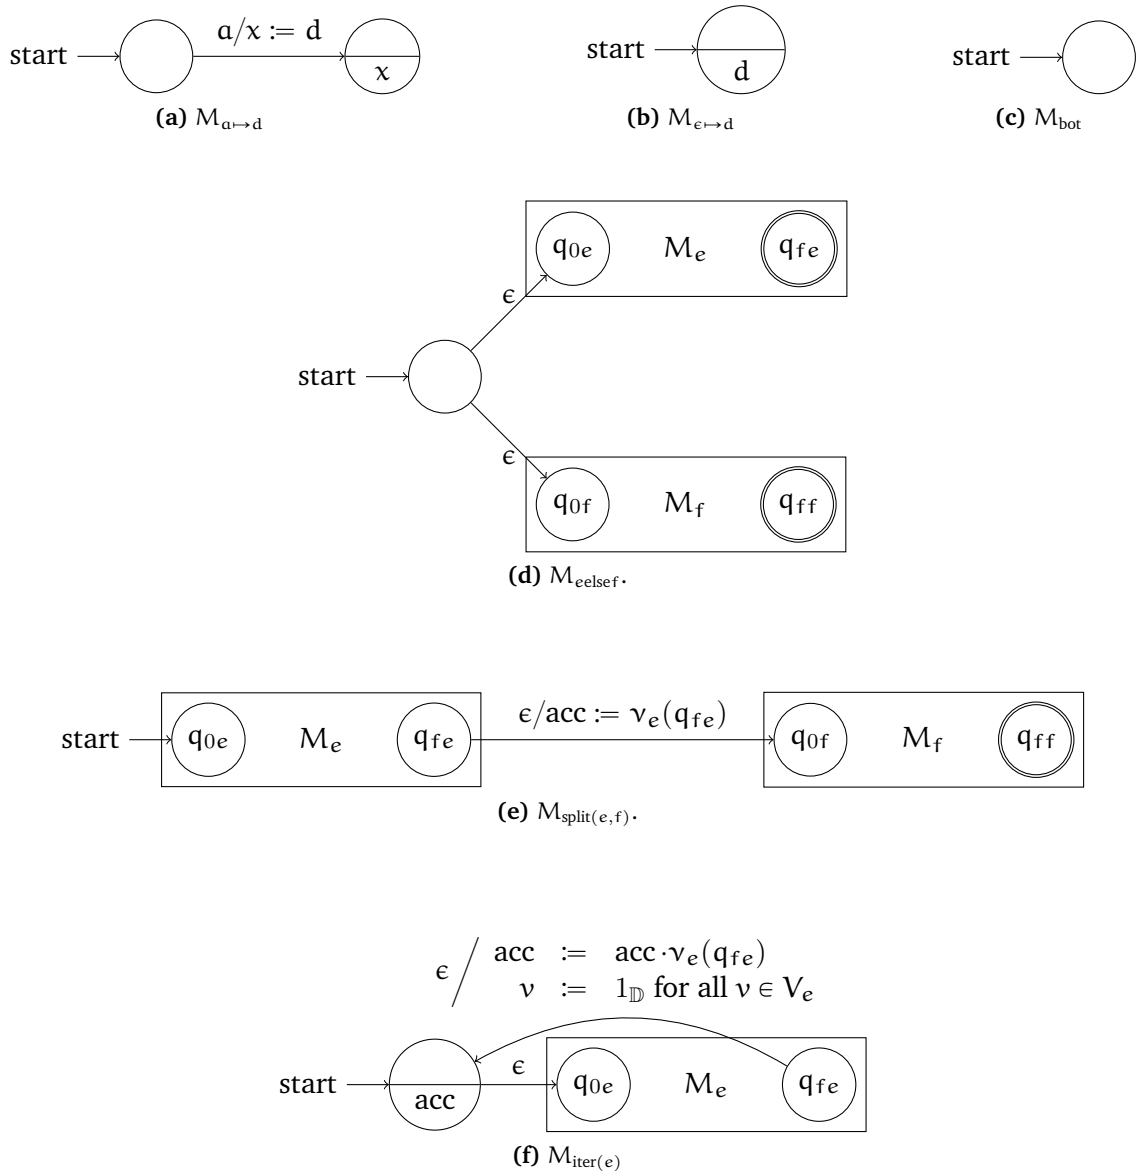 start a/x := d x
(a) M_{a↦d}
start d
(b) M_{ϵ↦d}
start
(c) M_{bot}
q_{0e} M_e q_{fe}
ϵ
start
ϵ
q_{0f} M_f q_{ff}
(d) M_{eelsef}.
start q_{0e} M_e q_{fe} ϵ/acc := ν_e(q_{fe}) q_{0f} M_f q_{ff}
(e) M_{split(e,f)}.
ϵ / acc := acc·ν_e(q_{fe})
v := 1_𝔻 for all v ∈ V_e
start acc ϵ q_{0e} M_e q_{fe}
(f) M_{iter(e)}